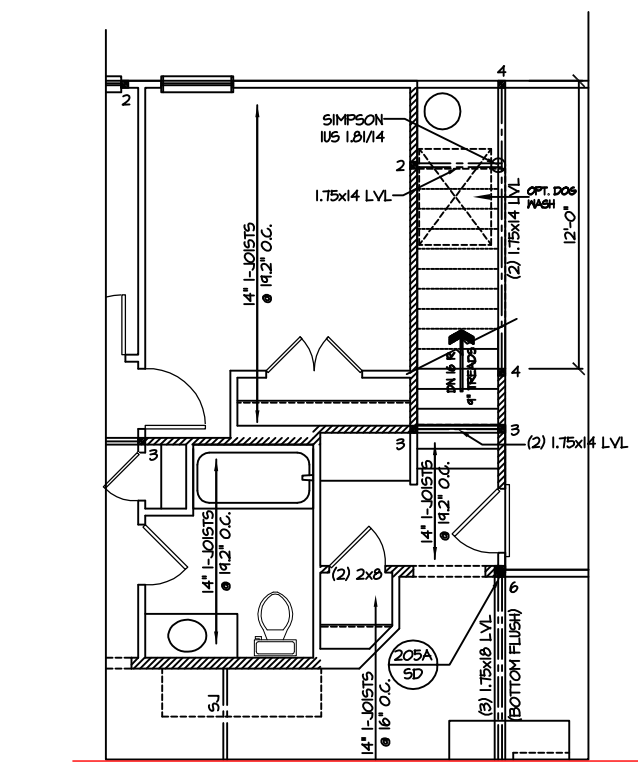 4
2
SIMPSON
IUS 1.81/14
2
1.75x14 LVL
OPT. DOG
WASH
(2) 1.75x14 LVL
12'-0"
14" I-JOISTS
@ 19.2" O.C.
DN 16 R
9" TREADS
4
3
3
3
(2) 1.75x14 LVL
14" I-JOISTS
@ 19.2" O.C.
14" I-JOISTS
@ 19.2" O.C.
(2) 2x8
6
205A
SD
(3) 1.75x18 LVL
(BOTTOM FLUSH)
SJ
14" I-JOISTS
@ 16" O.C.